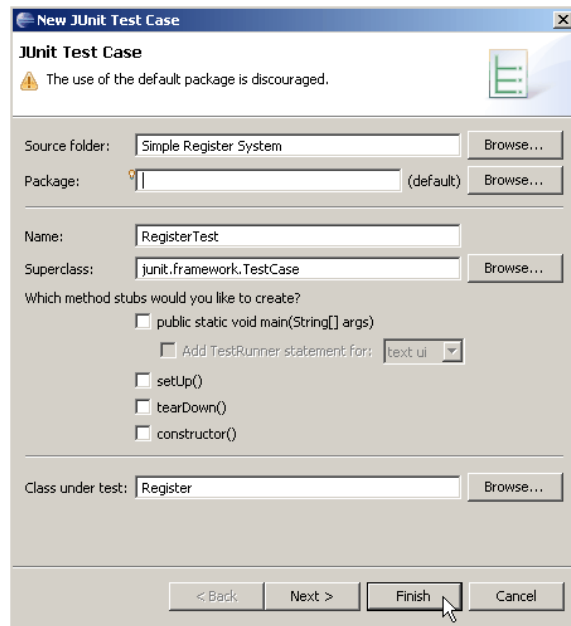 New JUnit Test Case
JUnit Test Case
The use of the default package is discouraged.
Source folder: Simple Register System Browse...
Package: (default) Browse...
Name: RegisterTest
Superclass: junit.framework.TestCase Browse...
Which method stubs would you like to create?
public static void main(String[] args)
Add TestRunner statement for: text ui
setUp()
tearDown()
constructor()
Class under test: Register Browse...
< Back Next > Finish Cancel